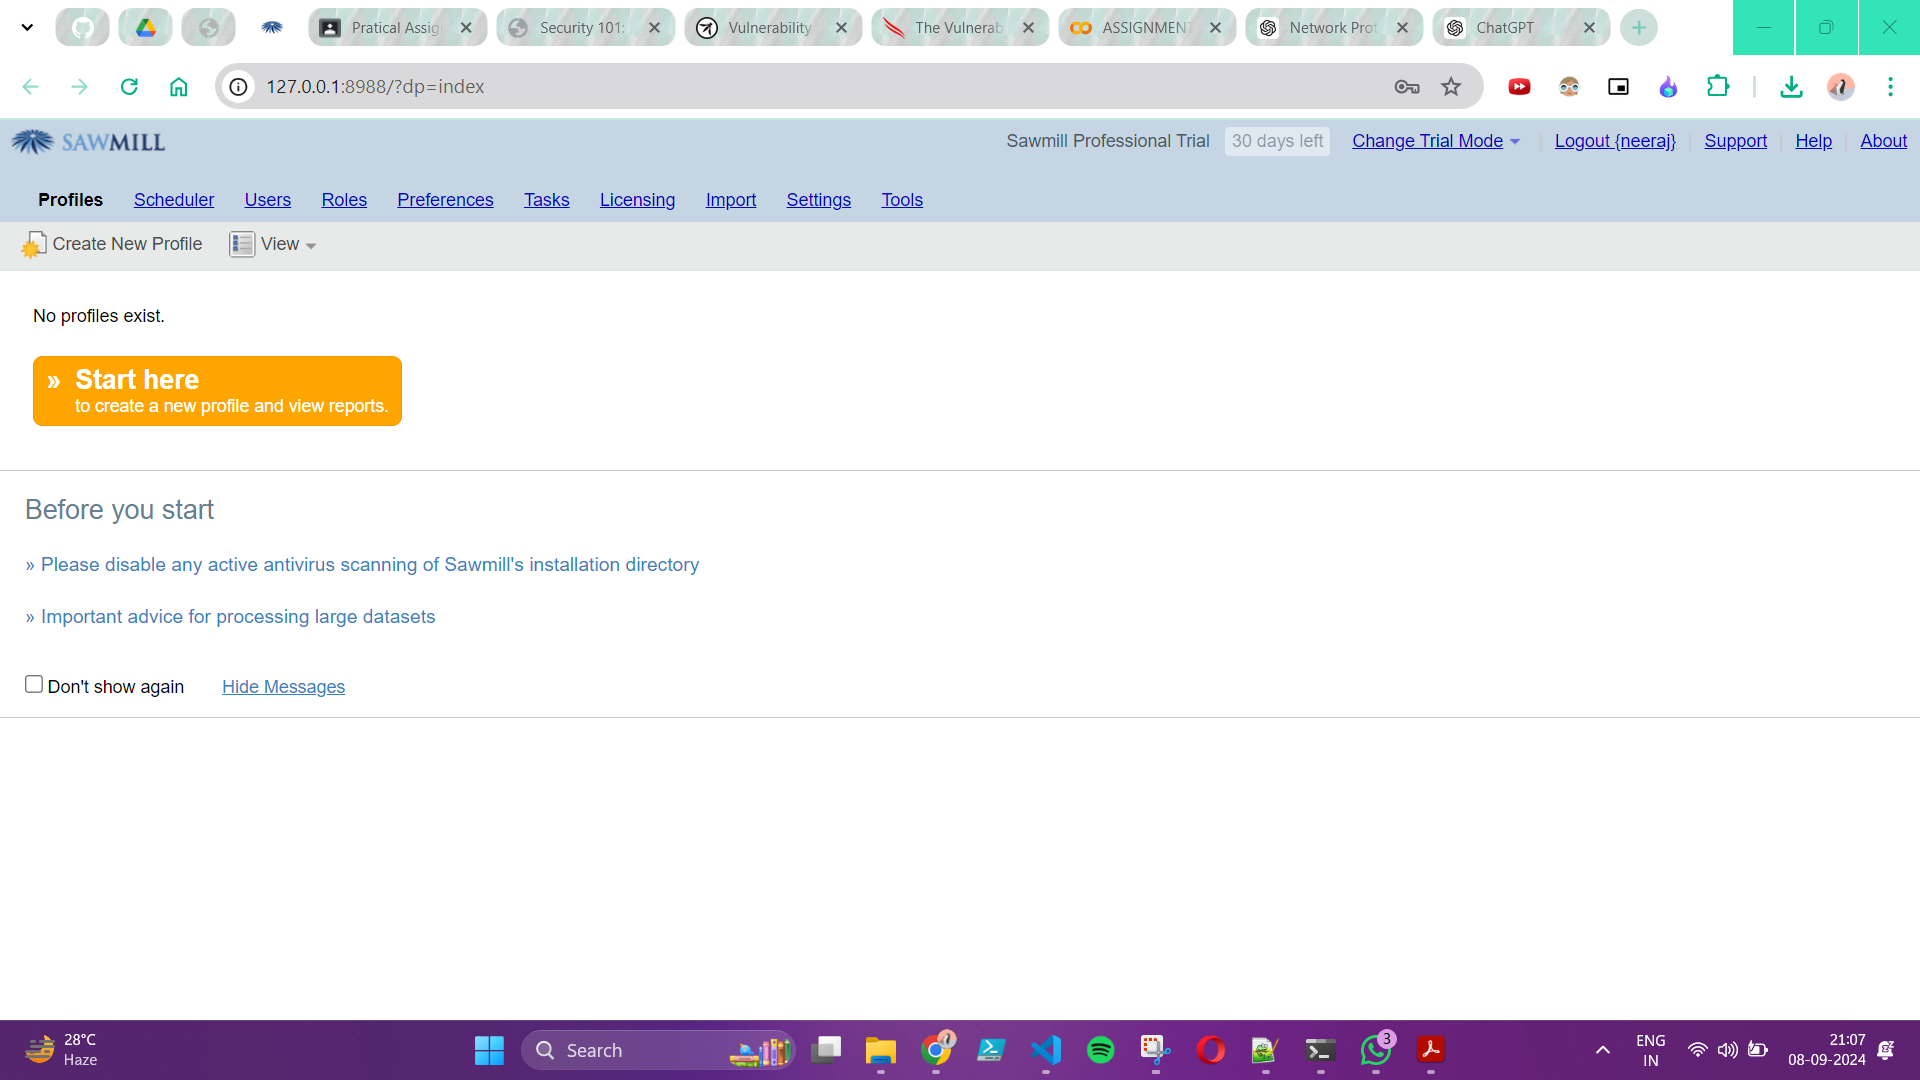 Pratical Assig
Security 101:
Vulnerability
The Vulnerab
ASSIGNMENT
Network Prot
ChatGPT
127.0.0.1:8988/?dp=index
SAWMILL
Sawmill Professional Trial
30 days left
Change Trial Mode
Logout {neeraj}
Support
Help
About
Profiles
Scheduler
Users
Roles
Preferences
Tasks
Licensing
Import
Settings
Tools
Create New Profile
View
No profiles exist.
» Start here
to create a new profile and view reports.
Before you start
» Please disable any active antivirus scanning of Sawmill's installation directory
» Important advice for processing large datasets
Don't show again
Hide Messages
28°C
Haze
Search
3
ENG
IN
21:07
08-09-2024